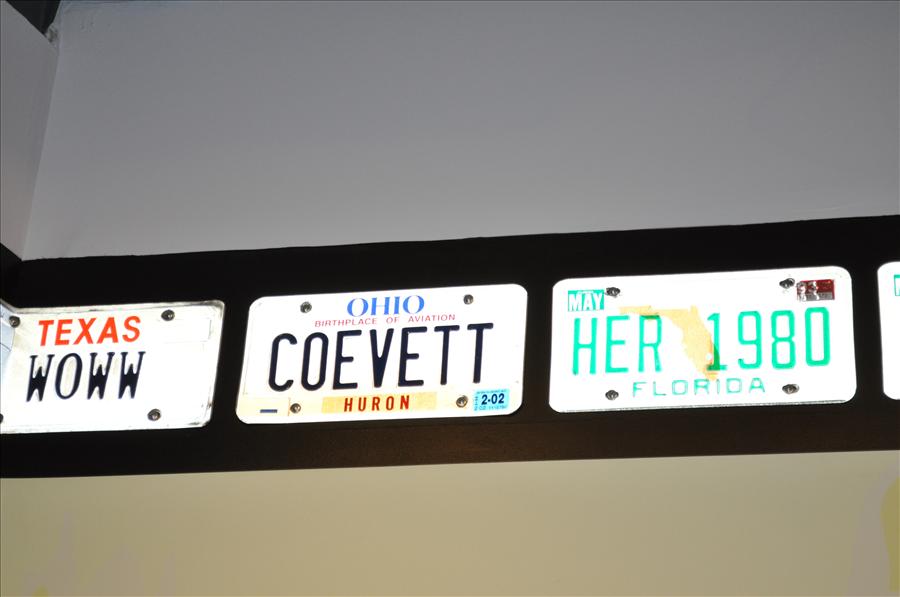 TEXAS
WOWW
OHIO
BIRTHPLACE OF AVIATION
COEVETT
HURON
2-02
MAY
HER 1980
FLORIDA